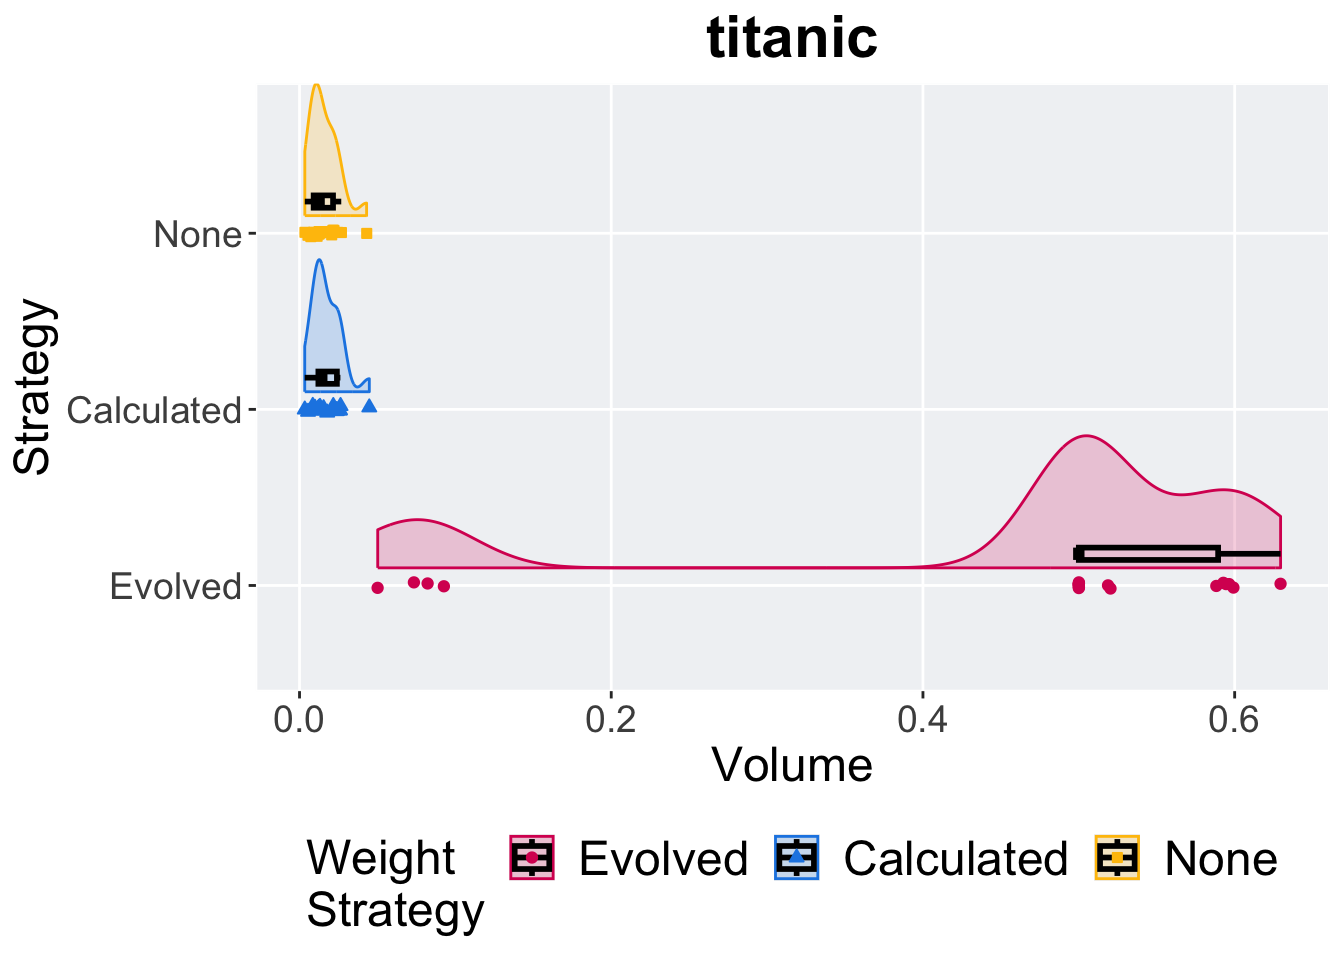 titanic
Strategy
None
Calculated
Evolved
0.0 0.2 0.4 0.6
Volume
Weight
Strategy
Evolved Calculated None